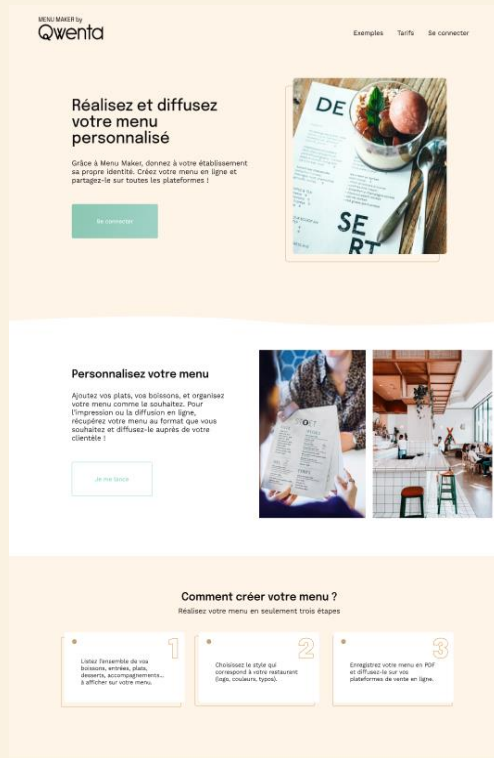 MENU MAKER by
Qwenta
Exemples Tarifs Se connecter
Réalisez et diffusez
votre menu
personnalisé
Grâce à Menu Maker, donnez à votre établissement
sa propre identité. Créez votre menu en ligne et
partagez-le sur toutes les plateformes !
Se connecter
DE
SE
RT
Personnalisez votre menu
Ajoutez vos plats, vos boissons, et organisez
votre menu comme le souhaitez. Pour
l'impression ou la diffusion en ligne,
récupérez votre menu au format que vous
souhaitez et diffusez-le auprès de votre
clientèle !
Je me lance
Comment créer votre menu ?
Réalisez votre menu en seulement trois étapes
1
Listez l'ensemble de vos
boissons, entrées, plats,
desserts, accompagnements...
à afficher sur votre menu.
2
Choisissez le style qui
correspond à votre restaurant
(logo, couleurs, typos).
3
Enregistrez votre menu en PDF
et diffusez-le sur vos
plateformes de vente en ligne.